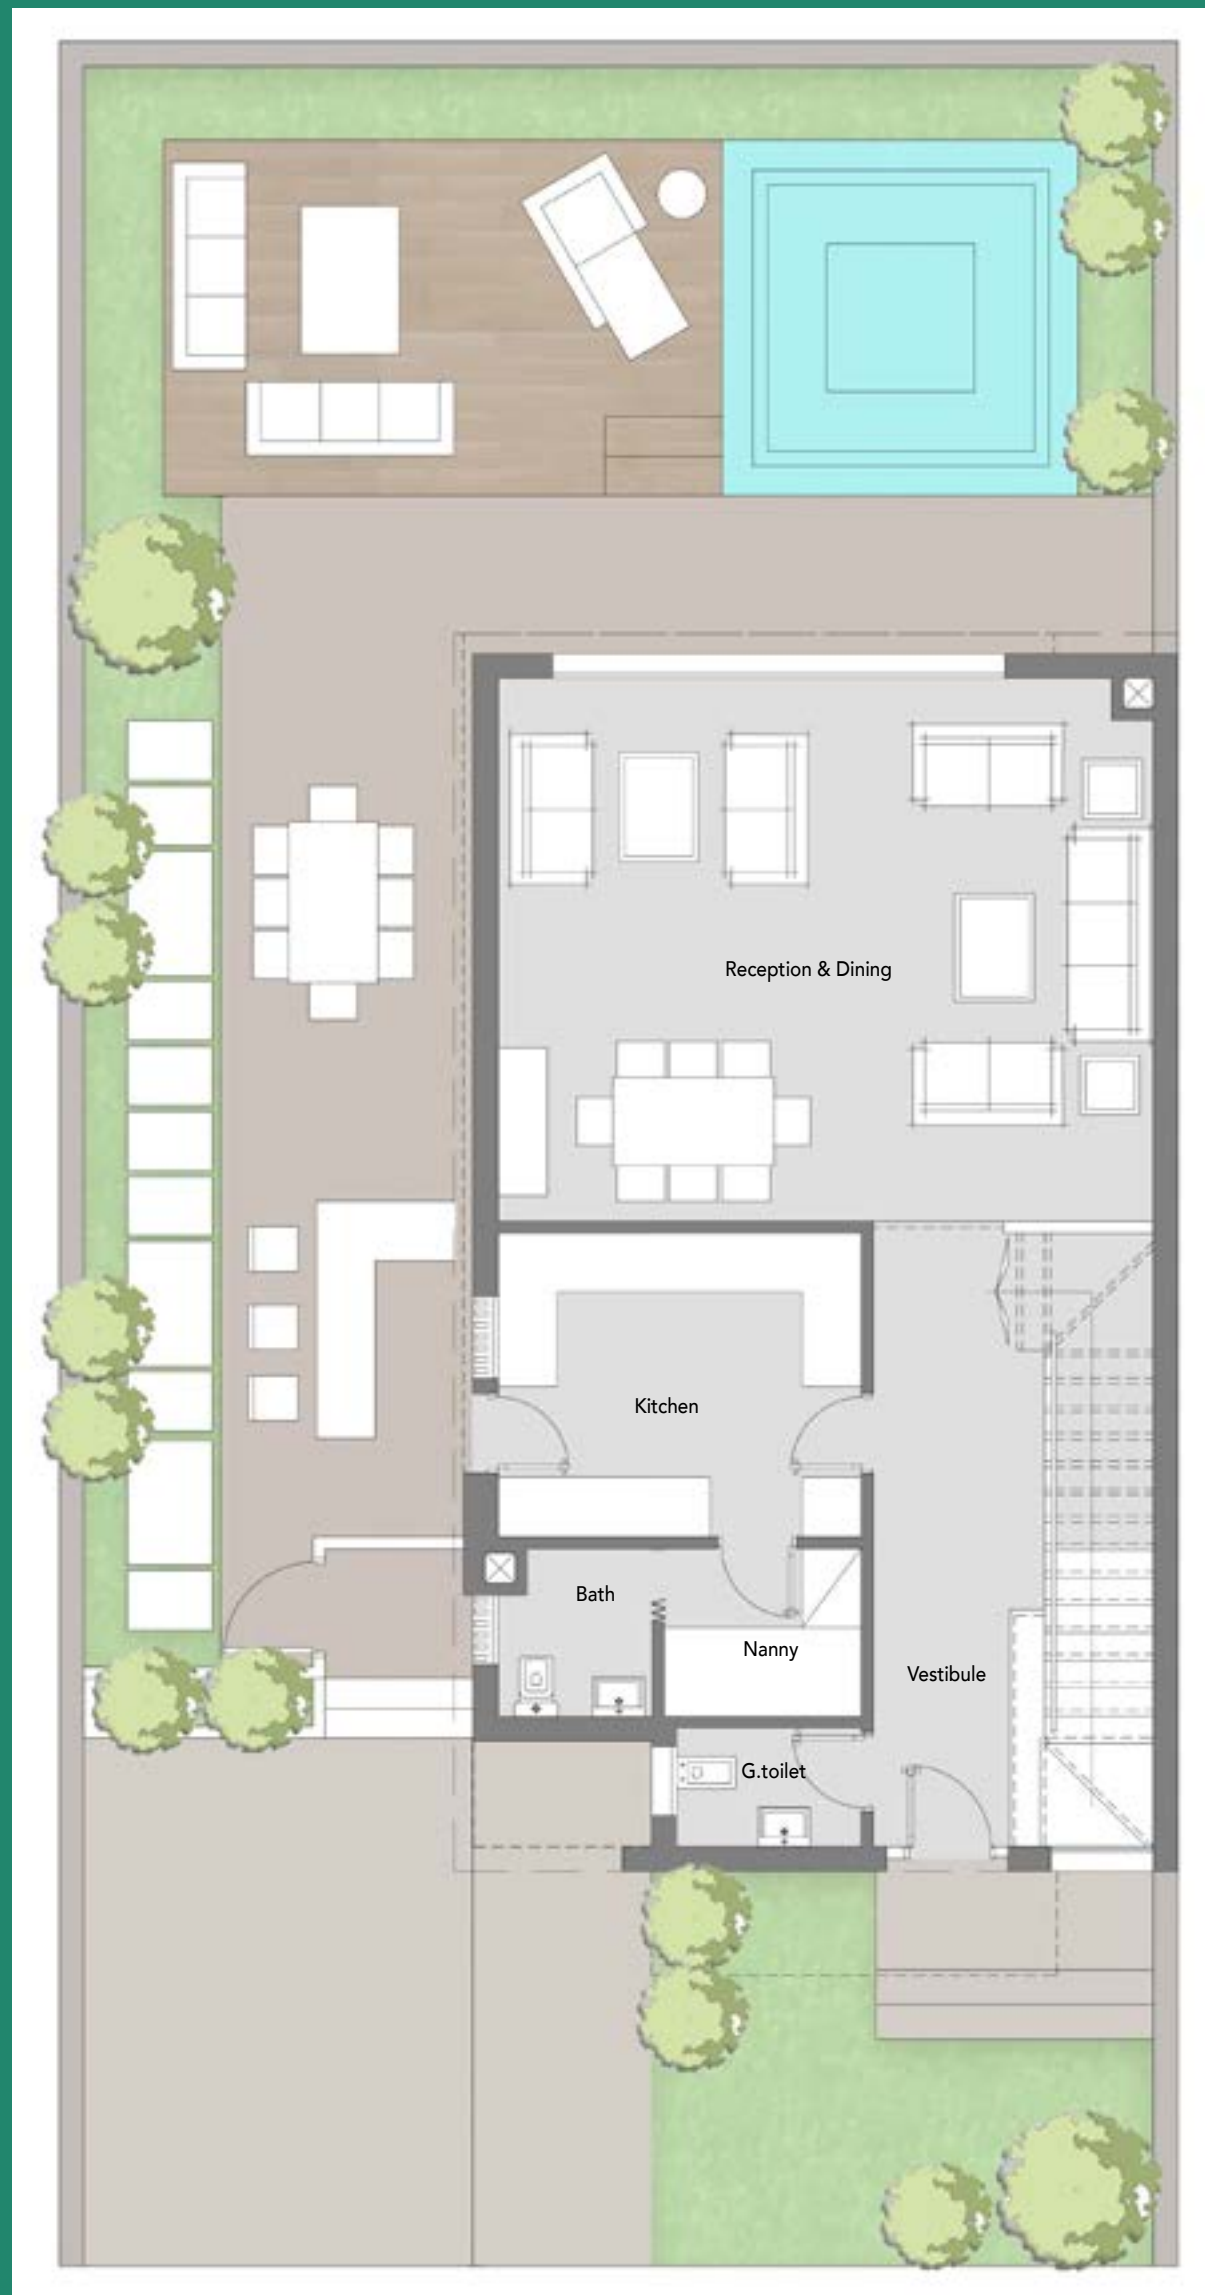 Reception & Dining
Kitchen
Bath
Nanny
Vestibule
G.toilet